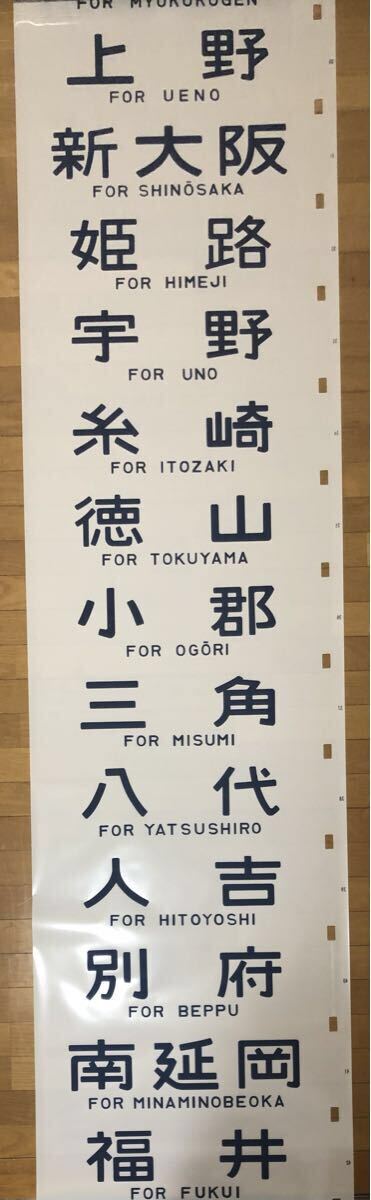 FOR MYŌKŌKŌGEN
上野
FOR UENO
新大阪
FOR SHINŌSAKA
姫路
FOR HIMEJI
宇野
FOR UNO
糸崎
FOR ITOZAKI
徳山
FOR TOKUYAMA
小郡
FOR OGŌRI
三角
FOR MISUMI
八代
FOR YATSUSHIRO
人吉
FOR HITOYOSHI
別府
FOR BEPPU
南延岡
FOR MINAMINOBEOKA
福井
FOR FUKUI